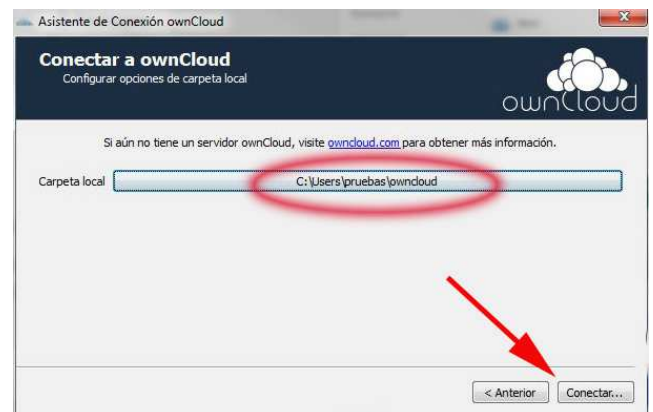 Asistente de Conexión ownCloud
Conectar a ownCloud
Configurar opciones de carpeta local
ownCloud
Si aún no tiene un servidor ownCloud, visite owncloud.com para obtener más información.
Carpeta local C:\Users\pruebas\owncloud
< Anterior Conectar...